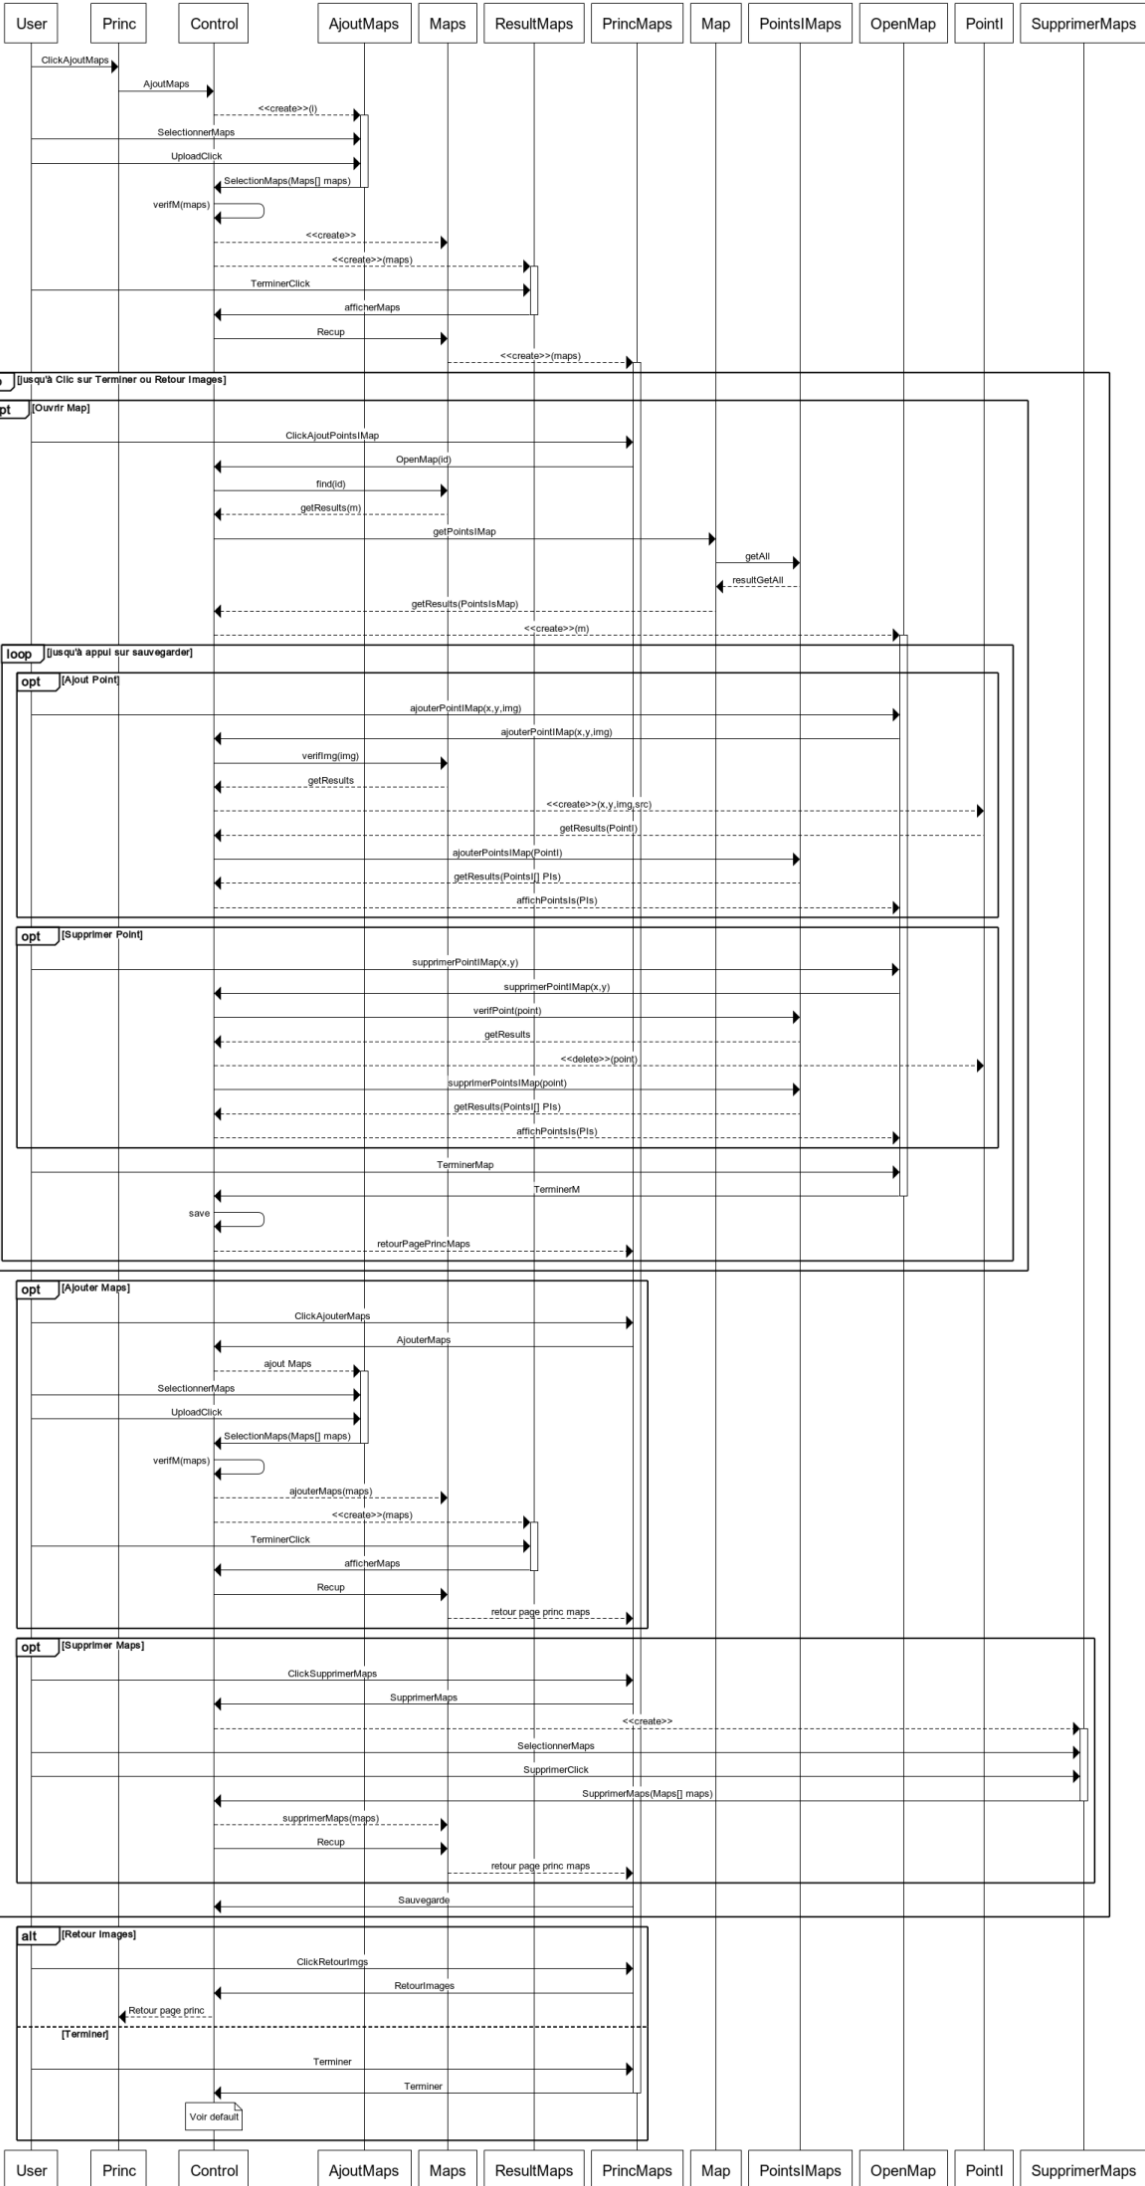 User Princ Control AjoutMaps Maps ResultMaps PrincMaps Map PointsIMaps OpenMap PointI SupprimerMaps
ClickAjoutMaps
AjoutMaps
<<create>>(i)
SelectionnerMaps
UploadClick
SelectionMaps(Maps[] maps)
verifM(maps)
<<create>>
<<create>>(maps)
TerminerClick
afficherMaps
Recup
<<create>>(maps)
[jusqu'à Clic sur Terminer ou Retour Images]
pt [Ouvrir Map]
ClickAjoutPointsIMap
OpenMap(id)
find(id)
getResults(m)
getPointsIMap
getAll
resultGetAll
getResults(PointsIsMap)
<<create>>(m)
loop [jusqu'à appui sur sauvegarder]
opt [Ajout Point]
ajouterPointIMap(x,y,img)
ajouterPointIMap(x,y,img)
verifImg(img)
getResults
<<create>>(x,y,img,src)
getResults(PointI)
ajouterPointsIMap(PointI)
getResults(PointsI[] PIs)
affichPointsIs(PIs)
opt [Supprimer Point]
supprimerPointIMap(x,y)
supprimerPointIMap(x,y)
verifPoint(point)
getResults
<<delete>>(point)
supprimerPointsIMap(point)
getResults(PointsI[] PIs)
affichPointsIs(PIs)
TerminerMap
TerminerM
save
retourPagePrincMaps
opt [Ajouter Maps]
ClickAjouterMaps
AjouterMaps
ajout Maps
SelectionnerMaps
UploadClick
SelectionMaps(Maps[] maps)
verifM(maps)
ajouterMaps(maps)
<<create>>(maps)
TerminerClick
afficherMaps
Recup
retour page princ maps
opt [Supprimer Maps]
ClickSupprimerMaps
SupprimerMaps
<<create>>
SelectionnerMaps
SupprimerClick
SupprimerMaps(Maps[] maps)
supprimerMaps(maps)
Recup
retour page princ maps
Sauvegarde
alt [Retour Images]
ClickRetourImgs
RetourImages
Retour page princ
[Terminer]
Terminer
Terminer
Voir default
User Princ Control AjoutMaps Maps ResultMaps PrincMaps Map PointsIMaps OpenMap PointI SupprimerMaps